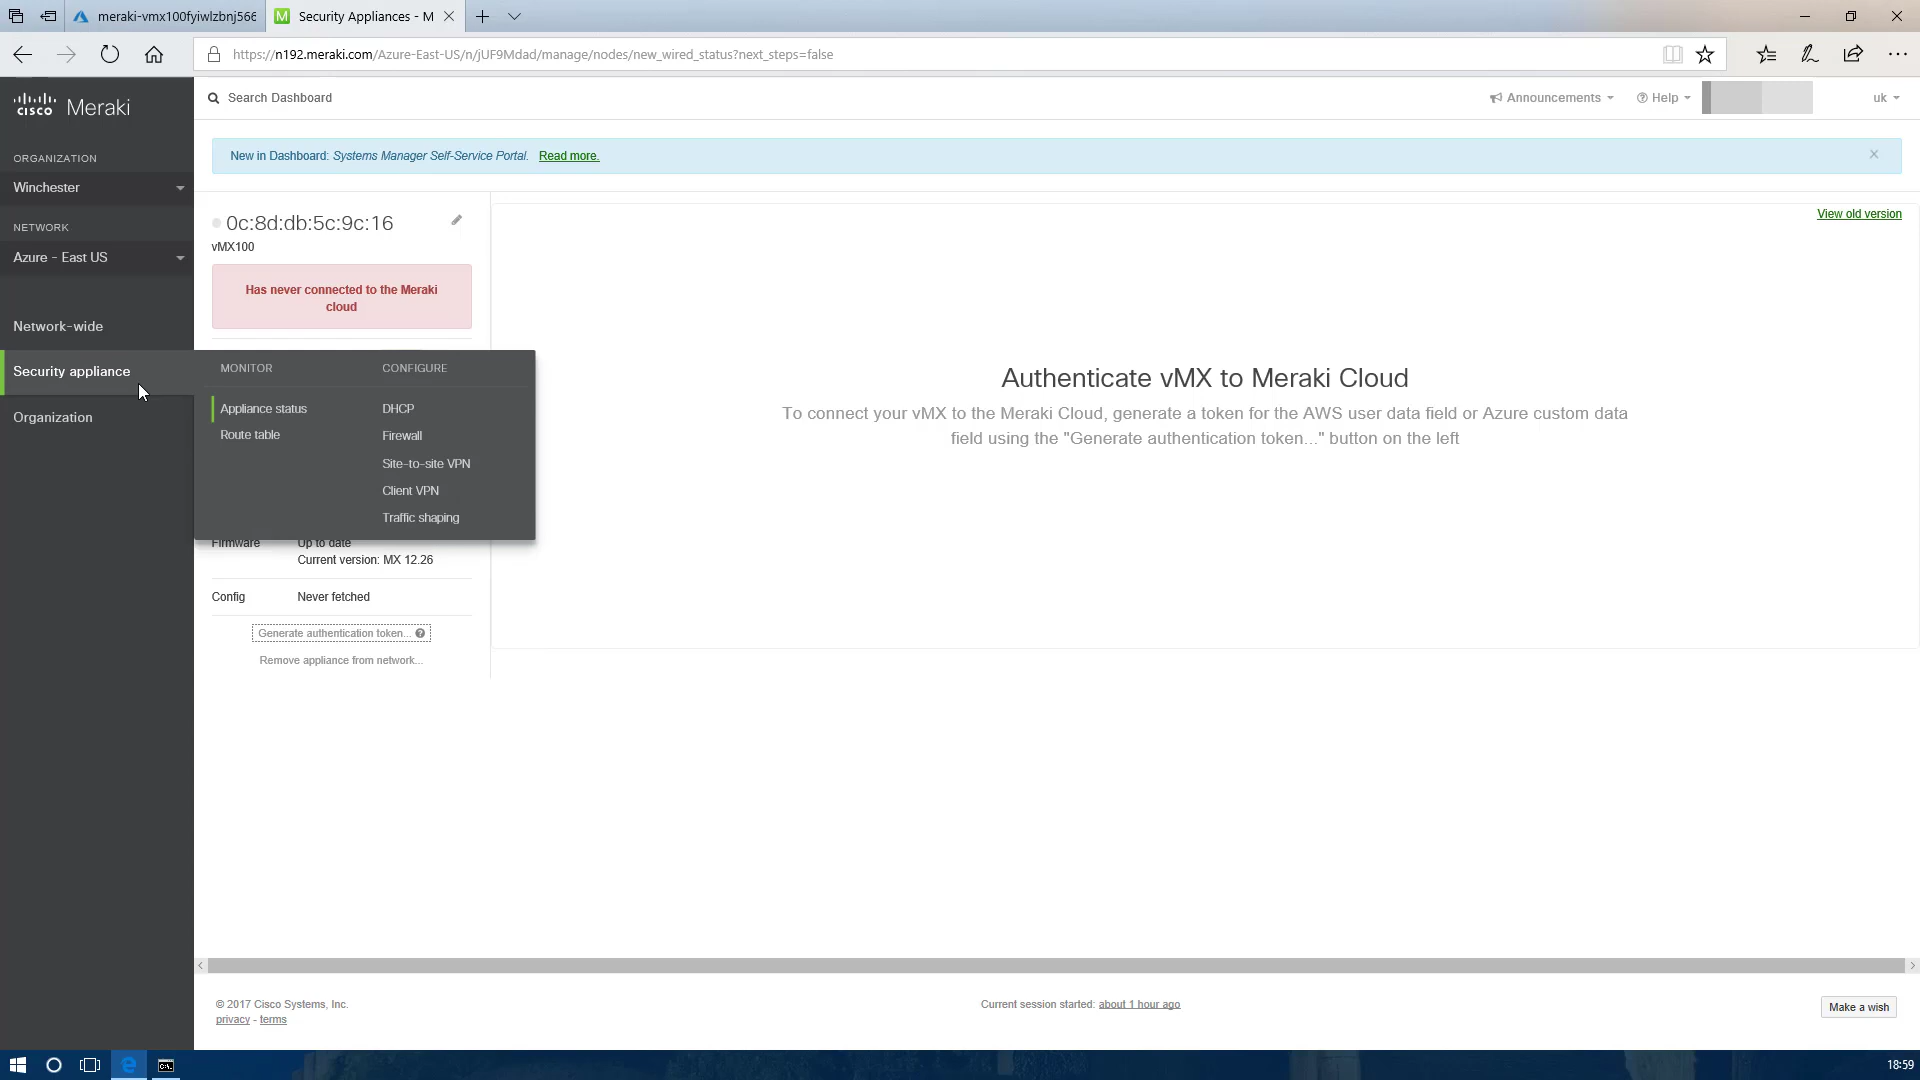 meraki-vmx100fyiwlzbnj566
Security Appliances - M
https://n192.meraki.com/Azure-East-US/n/jUF9Mdad/manage/nodes/new_wired_status?next_steps=false
cisco Meraki
Search Dashboard
Announcements
Help
uk
ORGANIZATION
Winchester
NETWORK
Azure - East US
Network-wide
Security appliance
Organization
New in Dashboard: Systems Manager Self-Service Portal. Read more.
0c:8d:db:5c:9c:16
vMX100
Has never connected to the Meraki
cloud
View old version
MONITOR
Appliance status
Route table
CONFIGURE
DHCP
Firewall
Site-to-site VPN
Client VPN
Traffic shaping
Authenticate vMX to Meraki Cloud
To connect your vMX to the Meraki Cloud, generate a token for the AWS user data field or Azure custom data
field using the "Generate authentication token..." button on the left
Firmware Up to date
Current version: MX 12.26
Config Never fetched
Generate authentication token...
Remove appliance from network...
© 2017 Cisco Systems, Inc.
privacy - terms
Current session started: about 1 hour ago
Make a wish
18:59